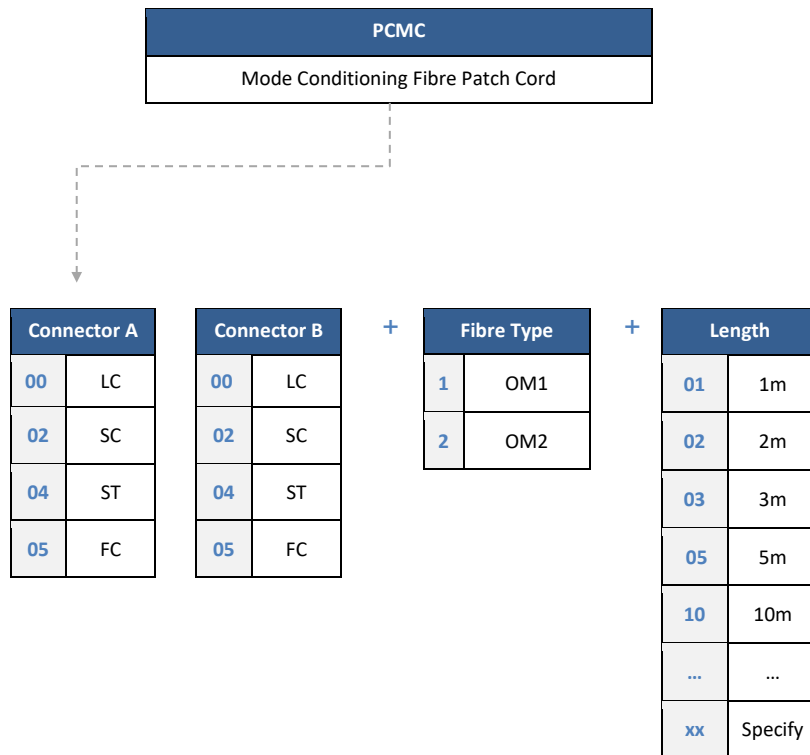 PCMC
Mode Conditioning Fibre Patch Cord
Connector A
00 LC
02 SC
04 ST
05 FC
Connector B
00 LC
02 SC
04 ST
05 FC
+
Fibre Type
1 OM1
2 OM2
+
Length
01 1m
02 2m
03 3m
05 5m
10 10m
... ...
xx Specify